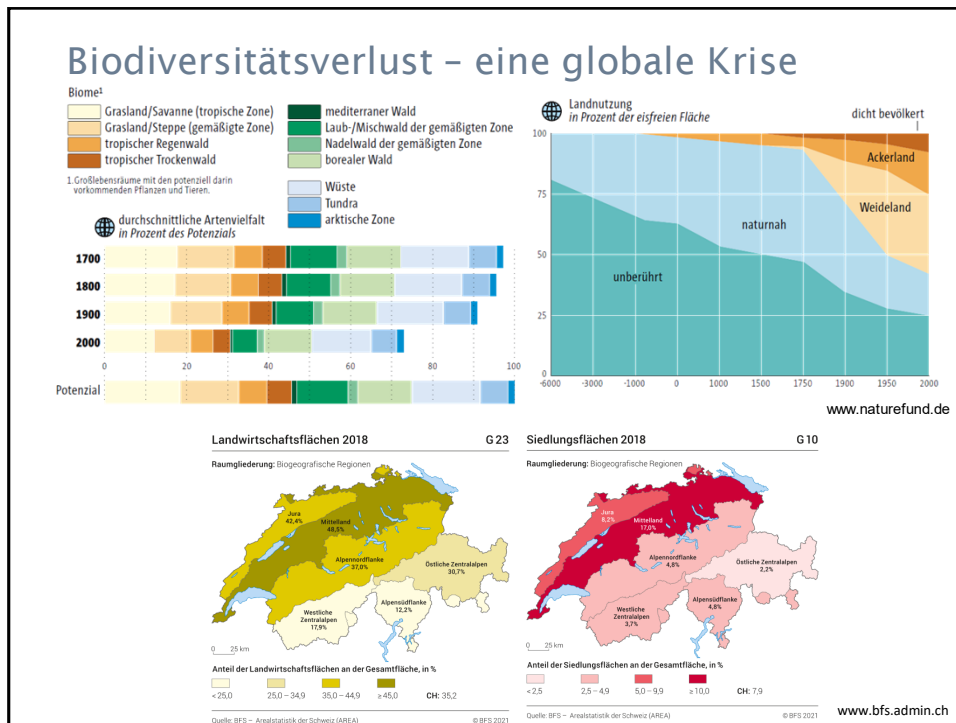 Biodiversitätsverlust – eine globale Krise
Biome¹
Grasland/Savanne (tropische Zone)
Grasland/Steppe (gemäßigte Zone)
tropischer Regenwald
tropischer Trockenwald
1. Großlebensräume mit den potenziell darin
vorkommenden Pflanzen und Tieren.
mediterraner Wald
Laub-/Mischwald der gemäßigten Zone
Nadelwald der gemäßigten Zone
borealer Wald
Wüste
Tundra
arktische Zone
durchschnittliche Artenvielfalt
in Prozent des Potenzials
1700
1800
1900
2000
0 20 40 60 80 100
Potenzial
Landnutzung
in Prozent der eisfreien Fläche
dicht bevölkert
100
75
50
25
0
Ackerland
Weideland
naturnah
unberührt
-6000 -3000 -1000 0 1000 1500 1750 1900 1950 2000
www.naturefund.de
Landwirtschaftsflächen 2018 G 23
Raumgliederung: Biogeografische Regionen
Jura
42,4%
Mittelland
48,5%
Alpennordflanke
37,0%
Östliche Zentralalpen
30,7%
Westliche
Zentralalpen
17,9%
Alpensüdflanke
12,2%
0 25 km
Anteil der Landwirtschaftsflächen an der Gesamtfläche, in %
< 25,0 25,0 – 34,9 35,0 – 44,9 ≥ 45,0 CH: 35,2
Quelle: BFS – Arealstatistik der Schweiz (AREA) © BFS 2021
Siedlungsflächen 2018 G 10
Raumgliederung: Biogeografische Regionen
Jura
8,2%
Mittelland
17,0%
Alpennordflanke
4,8%
Östliche Zentralalpen
2,2%
Westliche
Zentralalpen
3,7%
Alpensüdflanke
4,8%
0 25 km
Anteil der Siedlungsflächen an der Gesamtfläche, in %
< 2,5 2,5 – 4,9 5,0 – 9,9 ≥ 10,0 CH: 7,9
Quelle: BFS – Arealstatistik der Schweiz (AREA) © BFS 2021
www.bfs.admin.ch